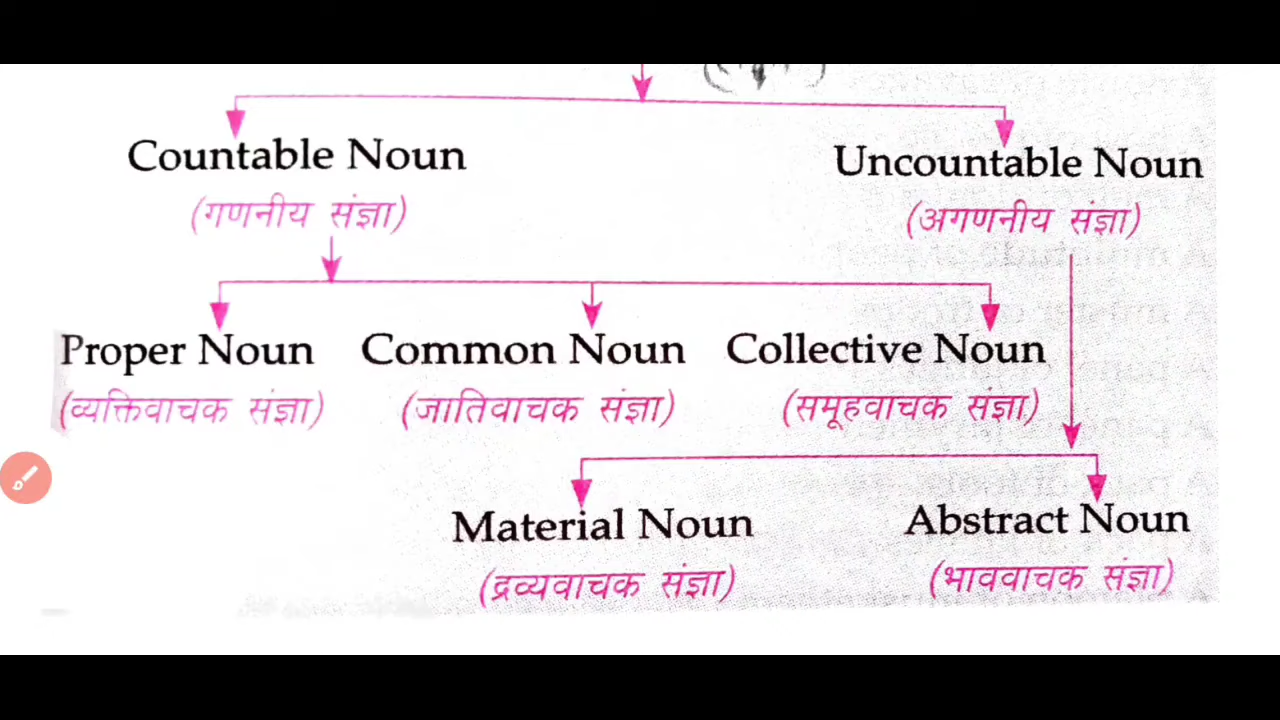 Countable Noun
Uncountable Noun
(गणनीय संज्ञा)
(अगणनीय संज्ञा)
Proper Noun
Common Noun
Collective Noun
(व्यक्तिवाचक संज्ञा)
(जातिवाचक संज्ञा)
(समूहवाचक संज्ञा)
Material Noun
Abstract Noun
(द्रव्यवाचक संज्ञा)
(भाववाचक संज्ञा)